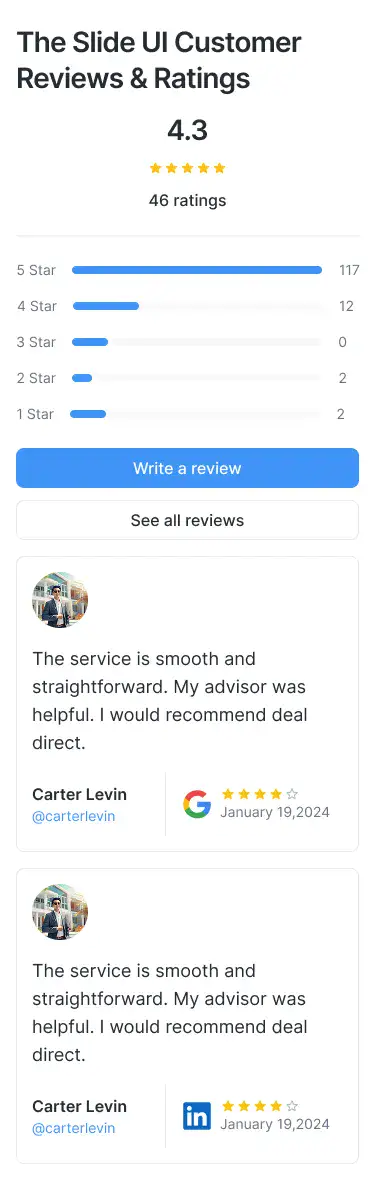 The Slide UI Customer
Reviews & Ratings
4.3
46 ratings
5 Star 117
4 Star 12
3 Star 0
2 Star 2
1 Star 2
Write a review
See all reviews
The service is smooth and
straightforward. My advisor was
helpful. I would recommend deal
direct.
Carter Levin
@carterlevin
January 19,2024
The service is smooth and
straightforward. My advisor was
helpful. I would recommend deal
direct.
Carter Levin
@carterlevin
in
January 19,2024